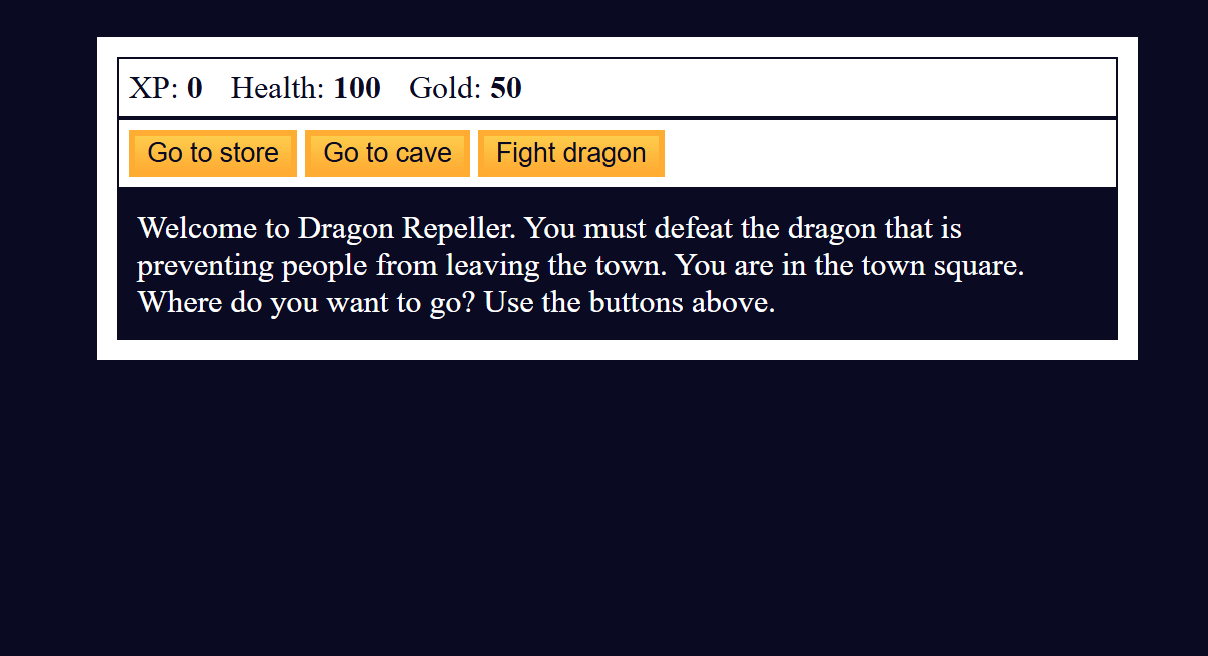 XP: 0 Health: 100 Gold: 50
Go to store Go to cave Fight dragon
Welcome to Dragon Repeller. You must defeat the dragon that is
preventing people from leaving the town. You are in the town square.
Where do you want to go? Use the buttons above.